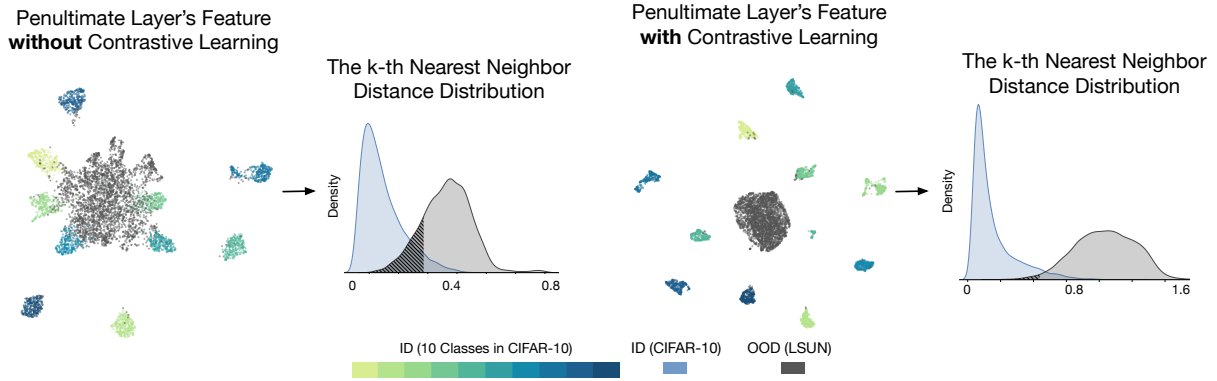 Penultimate Layer's Feature
without Contrastive Learning
The k-th Nearest Neighbor
Distance Distribution
Density
0
0.4
0.8
Penultimate Layer's Feature
with Contrastive Learning
The k-th Nearest Neighbor
Distance Distribution
Density
0
0.8
1.6
ID (10 Classes in CIFAR-10)
ID (CIFAR-10)
OOD (LSUN)